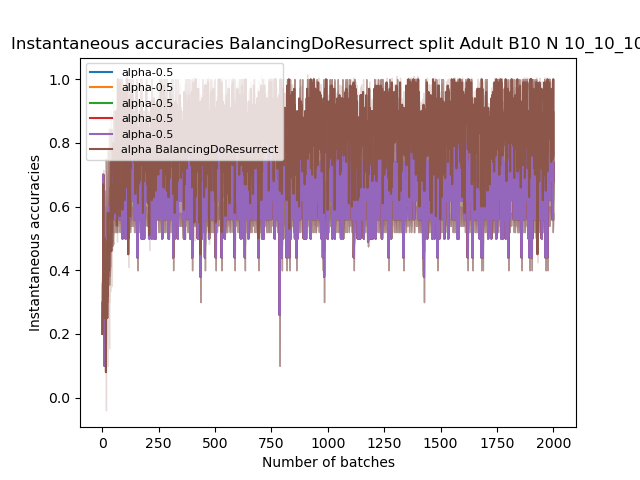 Instantaneous accuracies BalancingDoResurrect split Adult B10 N 10_10_10
alpha-0.5
alpha-0.5
alpha-0.5
alpha-0.5
alpha-0.5
alpha BalancingDoResurrect
1.0
0.8
0.6
0.4
0.2
0.0
Instantaneous accuracies
0 250 500 750 1000 1250 1500 1750 2000
Number of batches